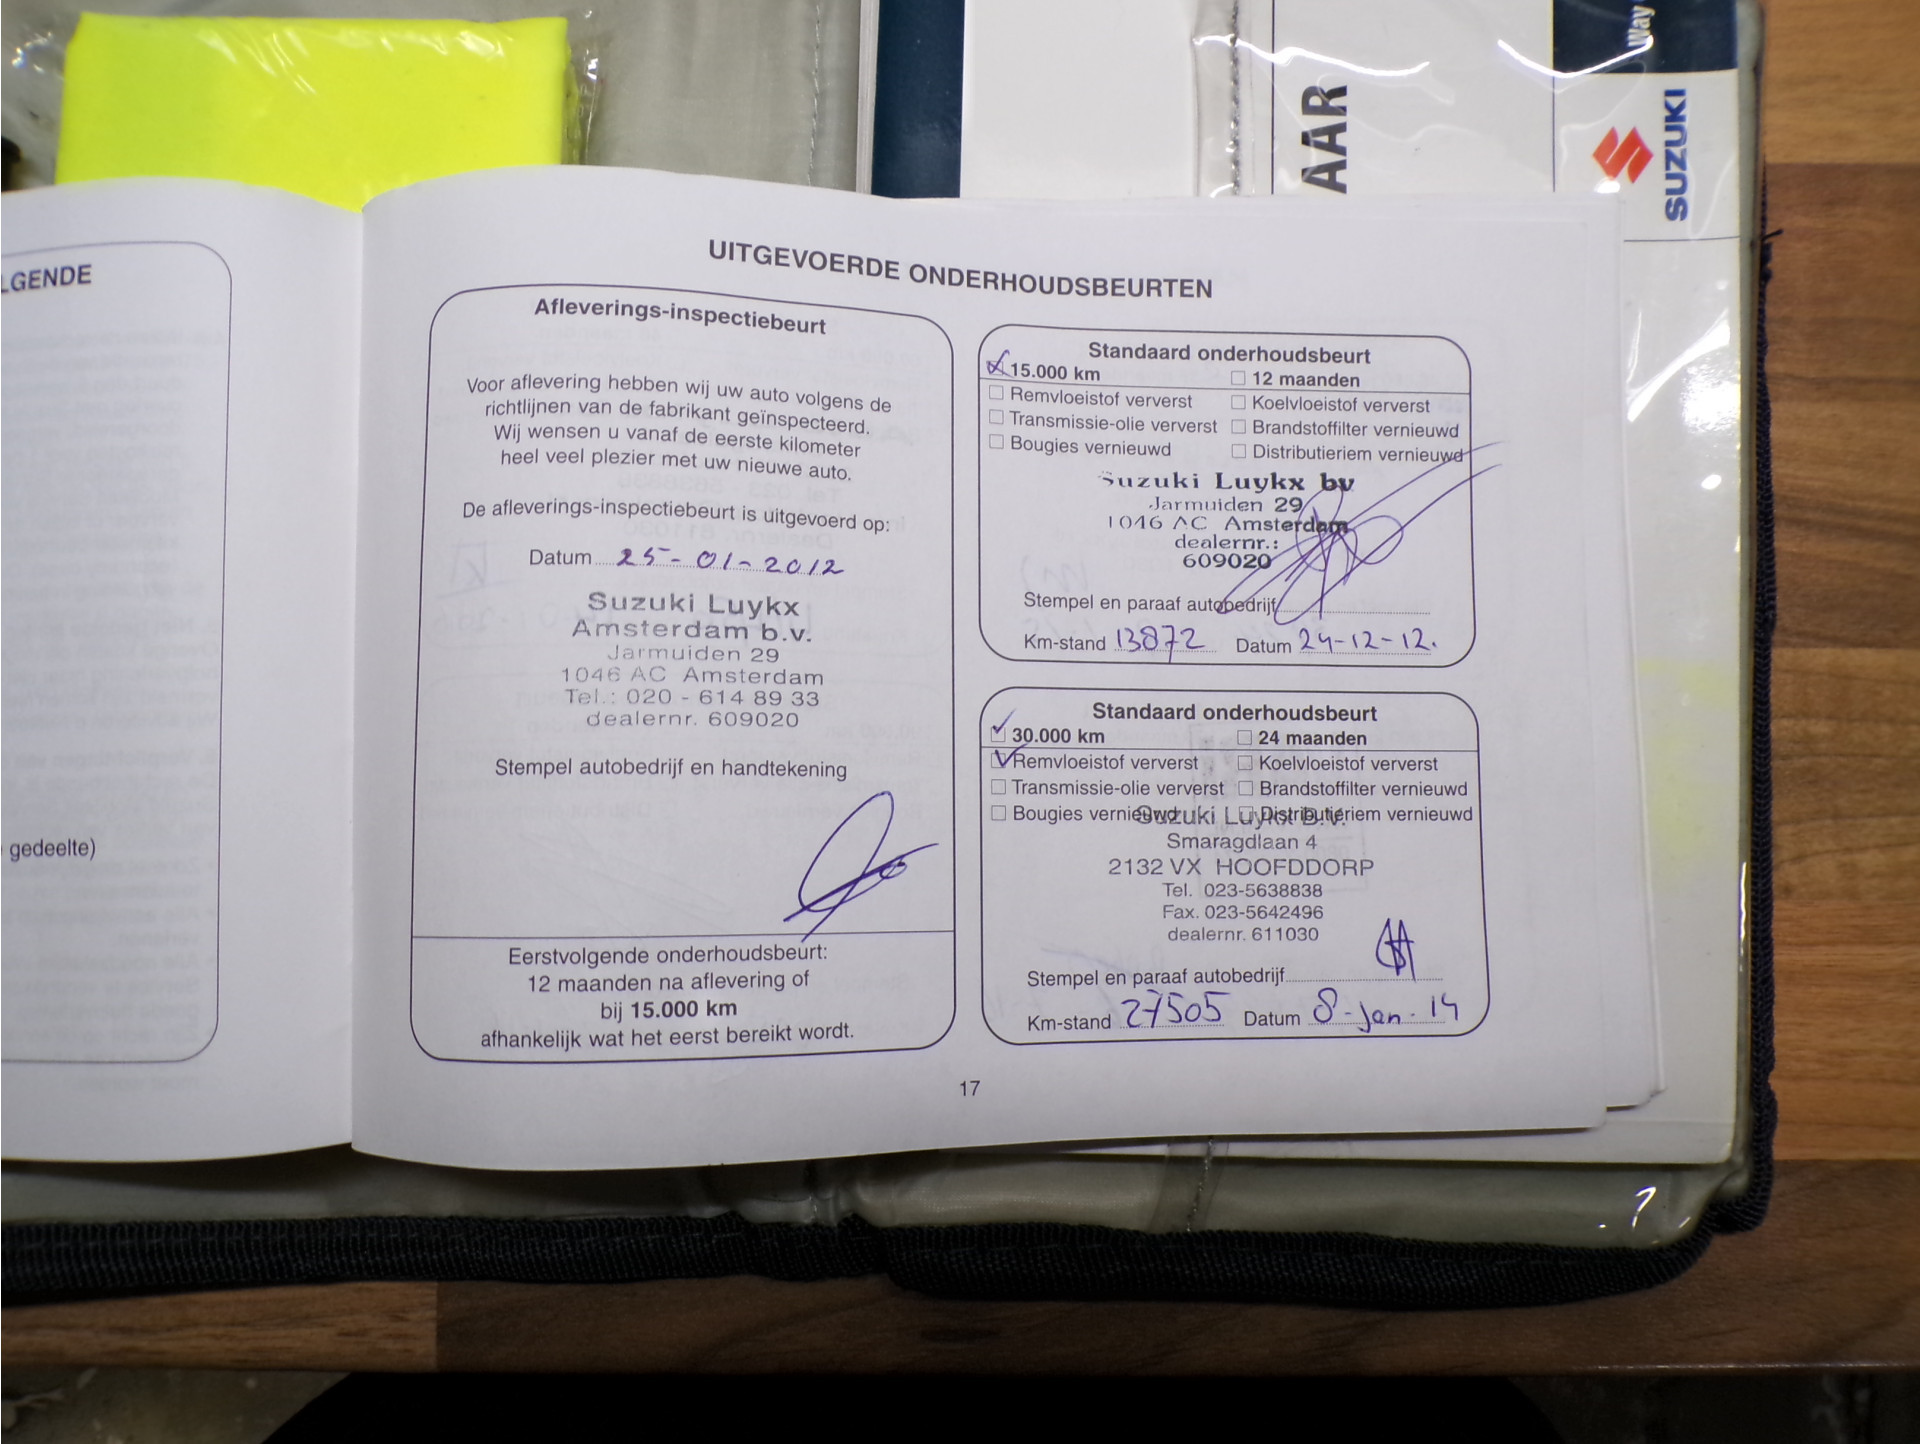 Way
SUZUKI
AAR
LGENDE
gedeelte)
UITGEVOERDE ONDERHOUDSBEURTEN
Afleverings-inspectiebeurt
Voor aflevering hebben wij uw auto volgens de
richtlijnen van de fabrikant geïnspecteerd.
Wij wensen u vanaf de eerste kilometer
heel veel plezier met uw nieuwe auto.
De afleverings-inspectiebeurt is uitgevoerd op:
Datum 25-01-2012
Suzuki Luykx
Amsterdam b.v.
Jarmuiden 29
1046 AC Amsterdam
Tel.: 020 - 614 89 33
dealernr. 609020
Stempel autobedrijf en handtekening
Eerstvolgende onderhoudsbeurt:
12 maanden na aflevering of
bij 15.000 km
afhankelijk wat het eerst bereikt wordt.
Standaard onderhoudsbeurt
15.000 km 12 maanden
Remvloeistof ververst Koelvloeistof ververst
Transmissie-olie ververst Brandstoffilter vernieuwd
Bougies vernieuwd Distributieriem vernieuwd
Suzuki Luykx bv
Jarmuiden 29
1046 AC Amsterdam
dealernr.:
609020
Stempel en paraaf autobedrijf
Km-stand 13872 Datum 24-12-12.
Standaard onderhoudsbeurt
30.000 km 24 maanden
Remvloeistof ververst Koelvloeistof ververst
Transmissie-olie ververst Brandstoffilter vernieuwd
Bougies vernieuwd Distributieriem vernieuwd
Suzuki Luykx B.V.
Smaragdlaan 4
2132 VX HOOFDDORP
Tel. 023-5638838
Fax. 023-5642496
dealernr. 611030
Stempel en paraaf autobedrijf
Km-stand 27505 Datum 8-jan-14
17